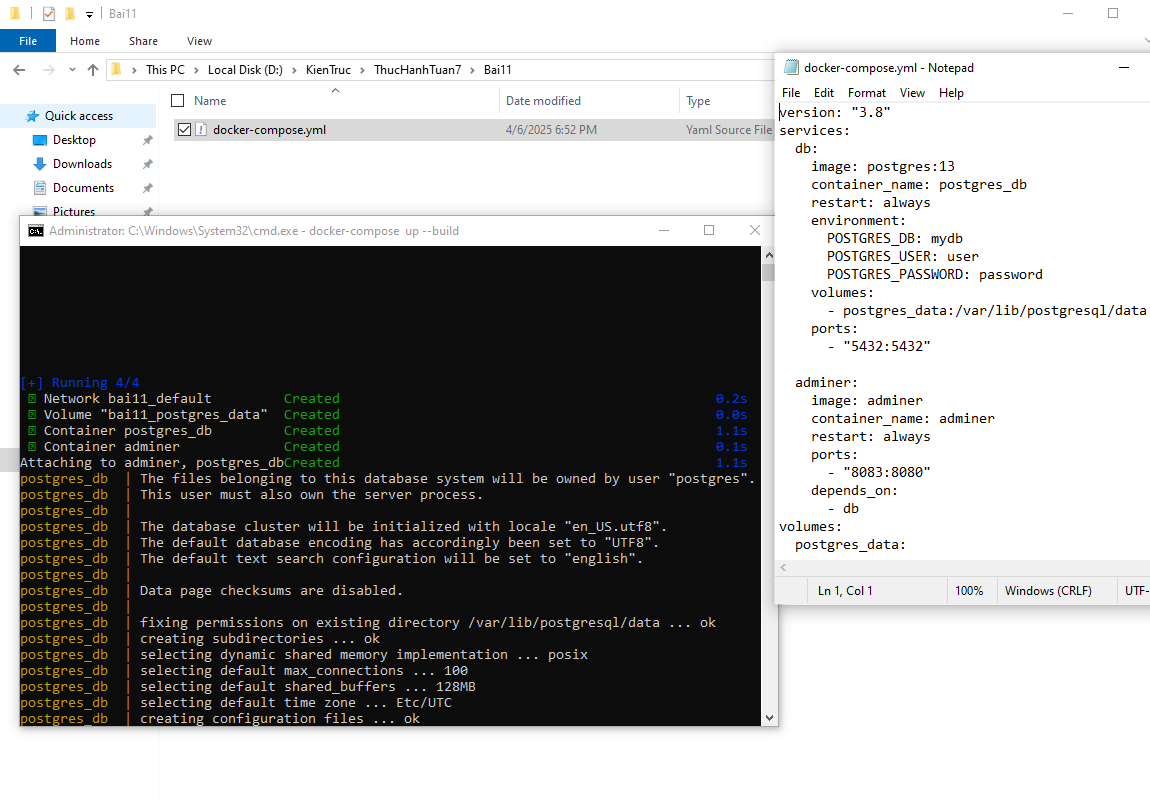 Bai11
File Home Share View
This PC > Local Disk (D:) > KienTruc > ThucHanhTuan7 > Bai11
Quick access
Desktop
Downloads
Documents
Pictures
Name Date modified Type
docker-compose.yml 4/6/2025 6:52 PM Yaml Source File
Administrator: C:\Windows\System32\cmd.exe - docker-compose up --build
[+] Running 4/4
Network bai11_default Created 0.2s
Volume "bai11_postgres_data" Created 0.0s
Container postgres_db Created 1.1s
Container adminer Created 0.1s
Attaching to adminer, postgres_dbCreated 1.1s
postgres_db | The files belonging to this database system will be owned by user "postgres".
postgres_db | This user must also own the server process.
postgres_db |
postgres_db | The database cluster will be initialized with locale "en_US.utf8".
postgres_db | The default database encoding has accordingly been set to "UTF8".
postgres_db | The default text search configuration will be set to "english".
postgres_db |
postgres_db | Data page checksums are disabled.
postgres_db |
postgres_db | fixing permissions on existing directory /var/lib/postgresql/data ... ok
postgres_db | creating subdirectories ... ok
postgres_db | selecting dynamic shared memory implementation ... posix
postgres_db | selecting default max_connections ... 100
postgres_db | selecting default shared_buffers ... 128MB
postgres_db | selecting default time zone ... Etc/UTC
postgres_db | creating configuration files ... ok
docker-compose.yml - Notepad
File Edit Format View Help
version: "3.8"
services:
  db:
    image: postgres:13
    container_name: postgres_db
    restart: always
    environment:
      POSTGRES_DB: mydb
      POSTGRES_USER: user
      POSTGRES_PASSWORD: password
    volumes:
      - postgres_data:/var/lib/postgresql/data
    ports:
      - "5432:5432"
  adminer:
    image: adminer
    container_name: adminer
    restart: always
    ports:
      - "8083:8080"
    depends_on:
      - db
volumes:
  postgres_data:
Ln 1, Col 1 100% Windows (CRLF) UTF-